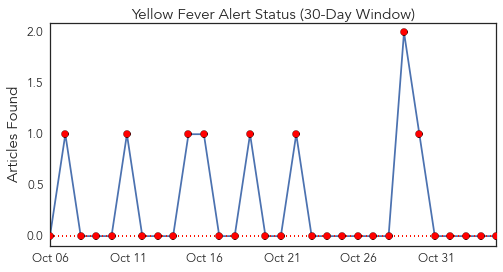 Yellow Fever Alert Status (30-Day Window)
Articles Found
2.0
1.5
1.0
0.5
0.0
Oct 06 Oct 11 Oct 16 Oct 21 Oct 26 Oct 31